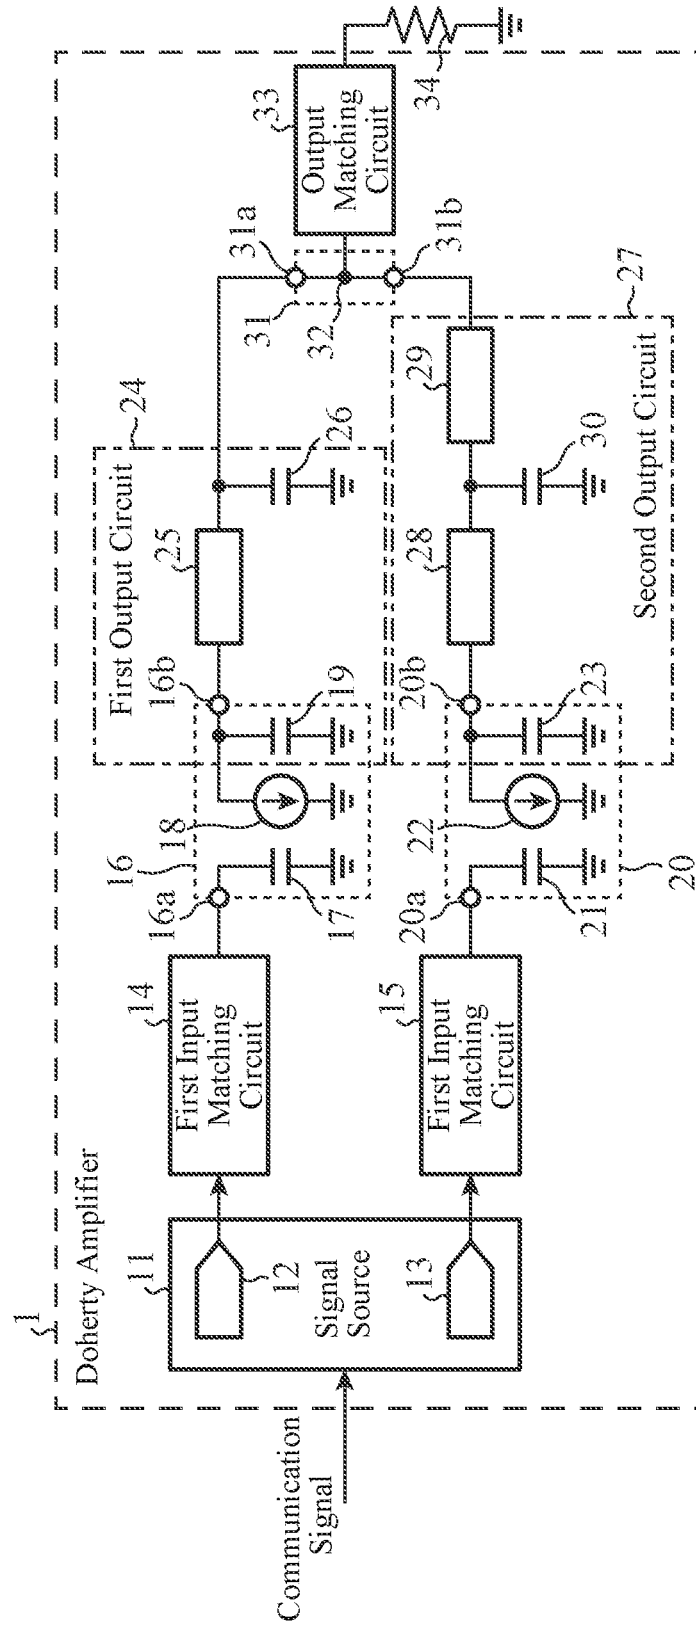 1
Doherty Amplifier
Communication
Signal
11
12
Signal
Source
13
14
First Input
Matching
Circuit
15
First Input
Matching
Circuit
16
16a
17
18
16b
19
20a
21
22
20
20b
23
24
First Output Circuit
25
26
27
28
29
30
Second Output Circuit
31a
31
32
31b
33
Output
Matching
Circuit
34